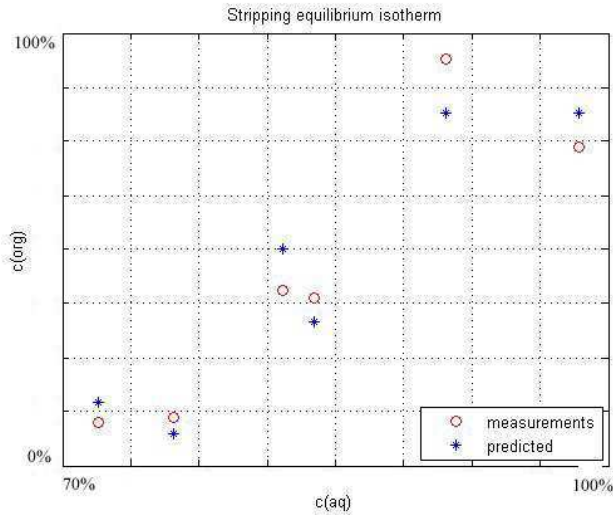 Stripping equilibrium isotherm
100%
c(org)
measurements
predicted
0%
70%
100%
c(aq)